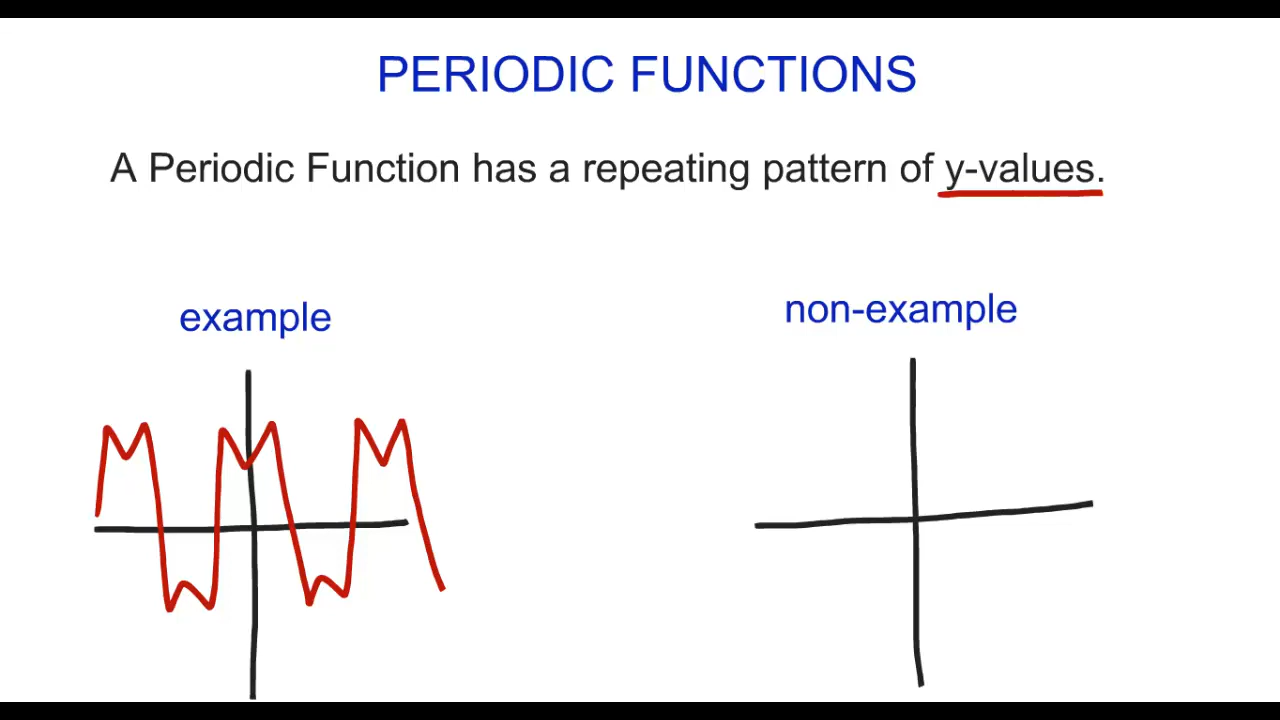 PERIODIC FUNCTIONS
A Periodic Function has a repeating pattern of y-values.
example
non-example